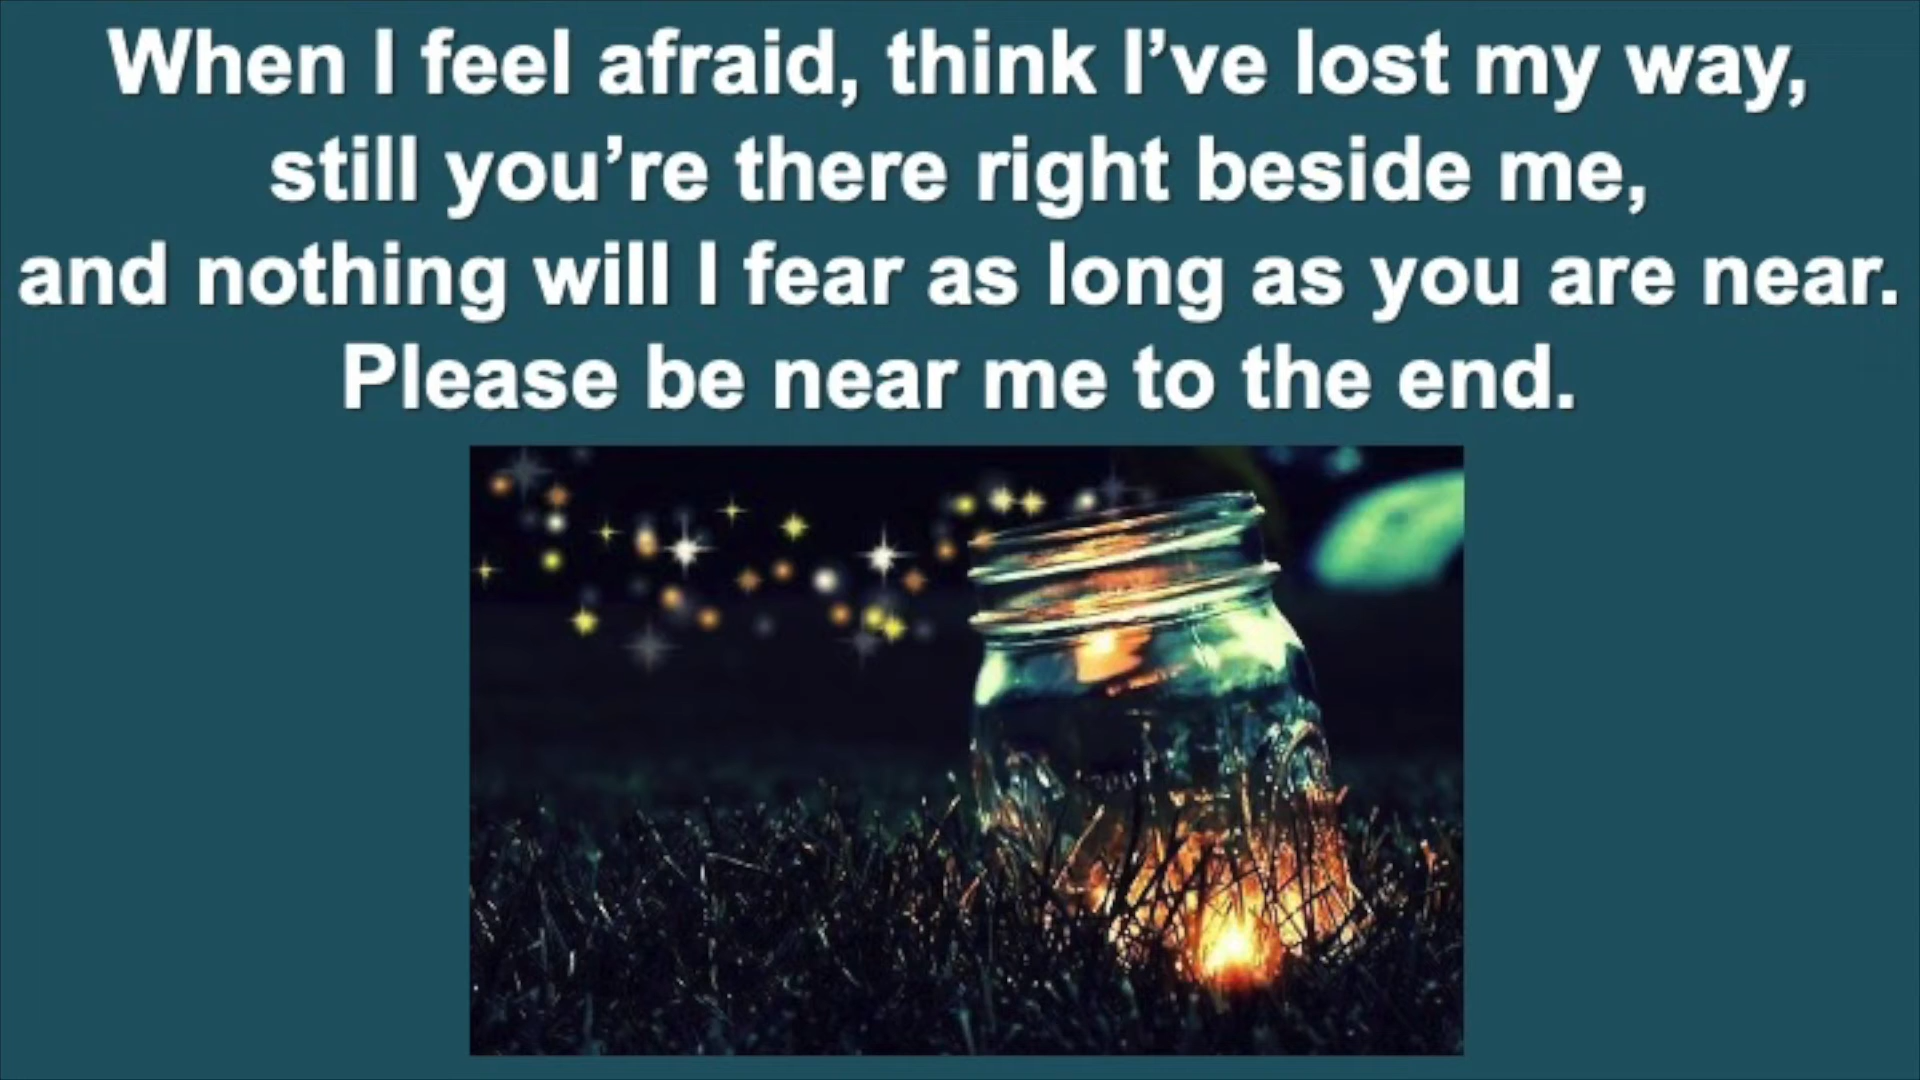 When I feel afraid, think I’ve lost my way,
still you’re there right beside me,
and nothing will I fear as long as you are near.
Please be near me to the end.